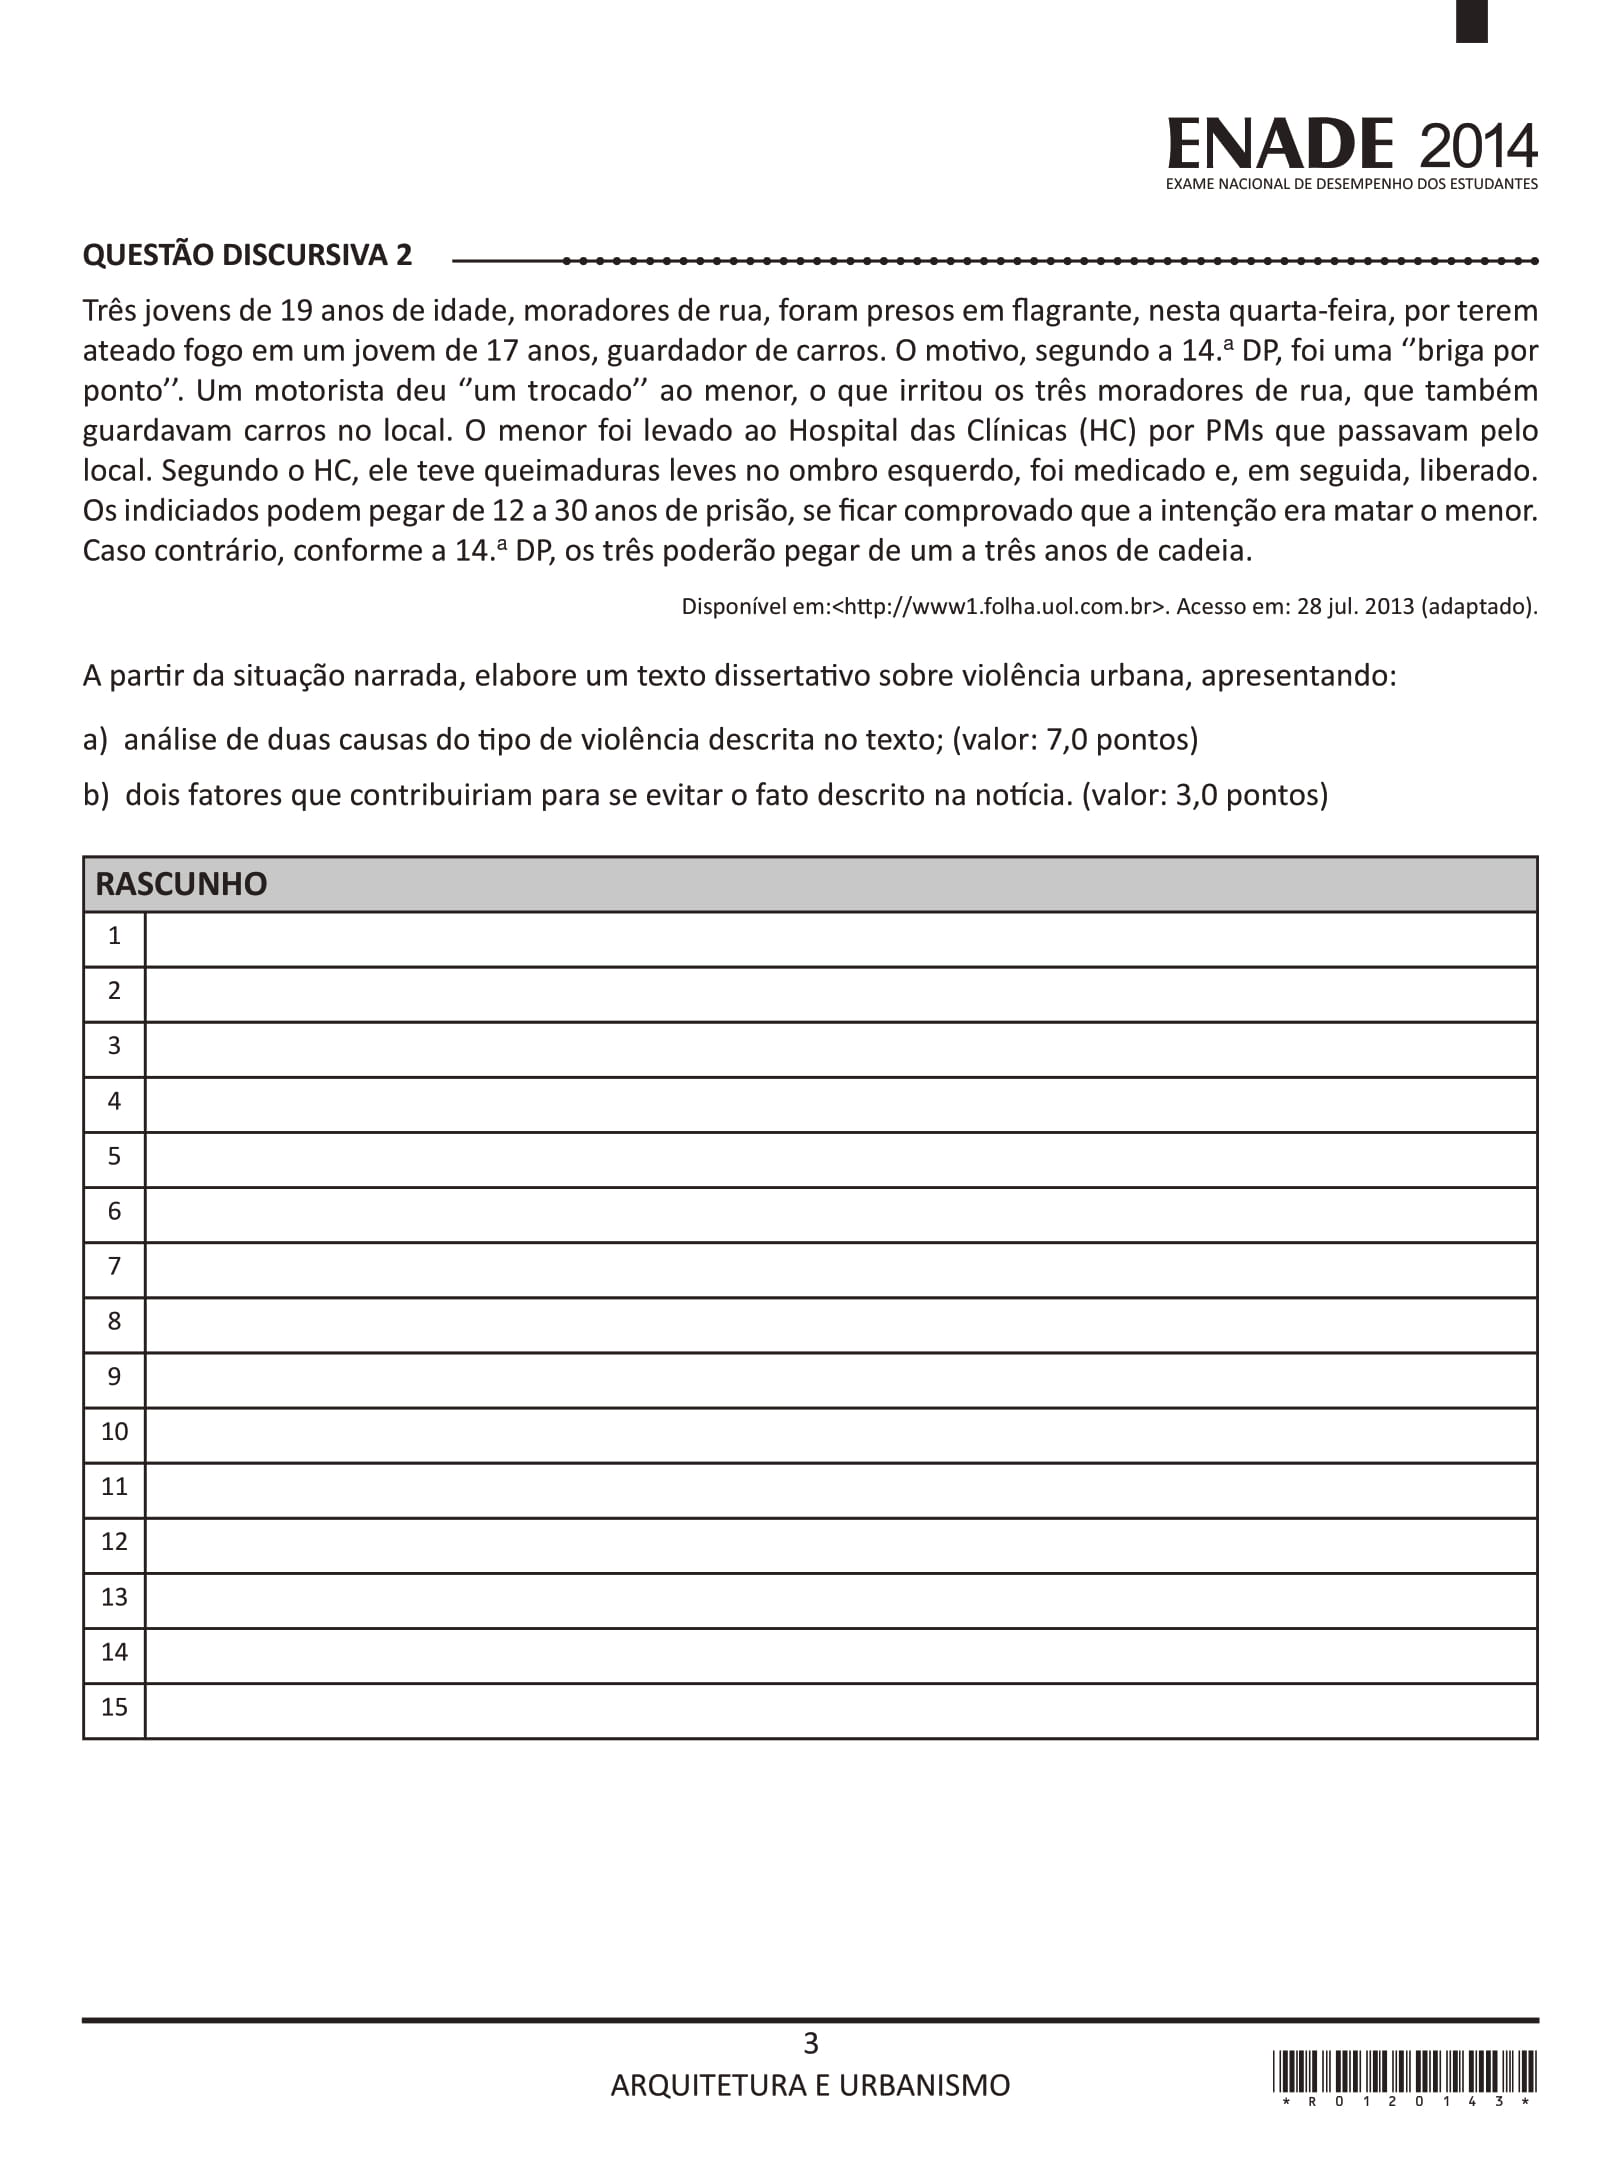 ENADE 2014
EXAME NACIONAL DE DESEMPENHO DOS ESTUDANTES
QUESTÃO DISCURSIVA 2
Três jovens de 19 anos de idade, moradores de rua, foram presos em flagrante, nesta quarta-feira, por terem
ateado fogo em um jovem de 17 anos, guardador de carros. O motivo, segundo a 14.ª DP, foi uma ‘‘briga por
ponto’’. Um motorista deu ‘‘um trocado’’ ao menor, o que irritou os três moradores de rua, que também
guardavam carros no local. O menor foi levado ao Hospital das Clínicas (HC) por PMs que passavam pelo
local. Segundo o HC, ele teve queimaduras leves no ombro esquerdo, foi medicado e, em seguida, liberado.
Os indiciados podem pegar de 12 a 30 anos de prisão, se ficar comprovado que a intenção era matar o menor.
Caso contrário, conforme a 14.ª DP, os três poderão pegar de um a três anos de cadeia.
Disponível em:<http://www1.folha.uol.com.br>. Acesso em: 28 jul. 2013 (adaptado).
A partir da situação narrada, elabore um texto dissertativo sobre violência urbana, apresentando:
a) análise de duas causas do tipo de violência descrita no texto; (valor: 7,0 pontos)
b) dois fatores que contribuiriam para se evitar o fato descrito na notícia. (valor: 3,0 pontos)
RASCUNHO
1
2
3
4
5
6
7
8
9
10
11
12
13
14
15
3
ARQUITETURA E URBANISMO
* R 0 1 2 0 1 4 3 *